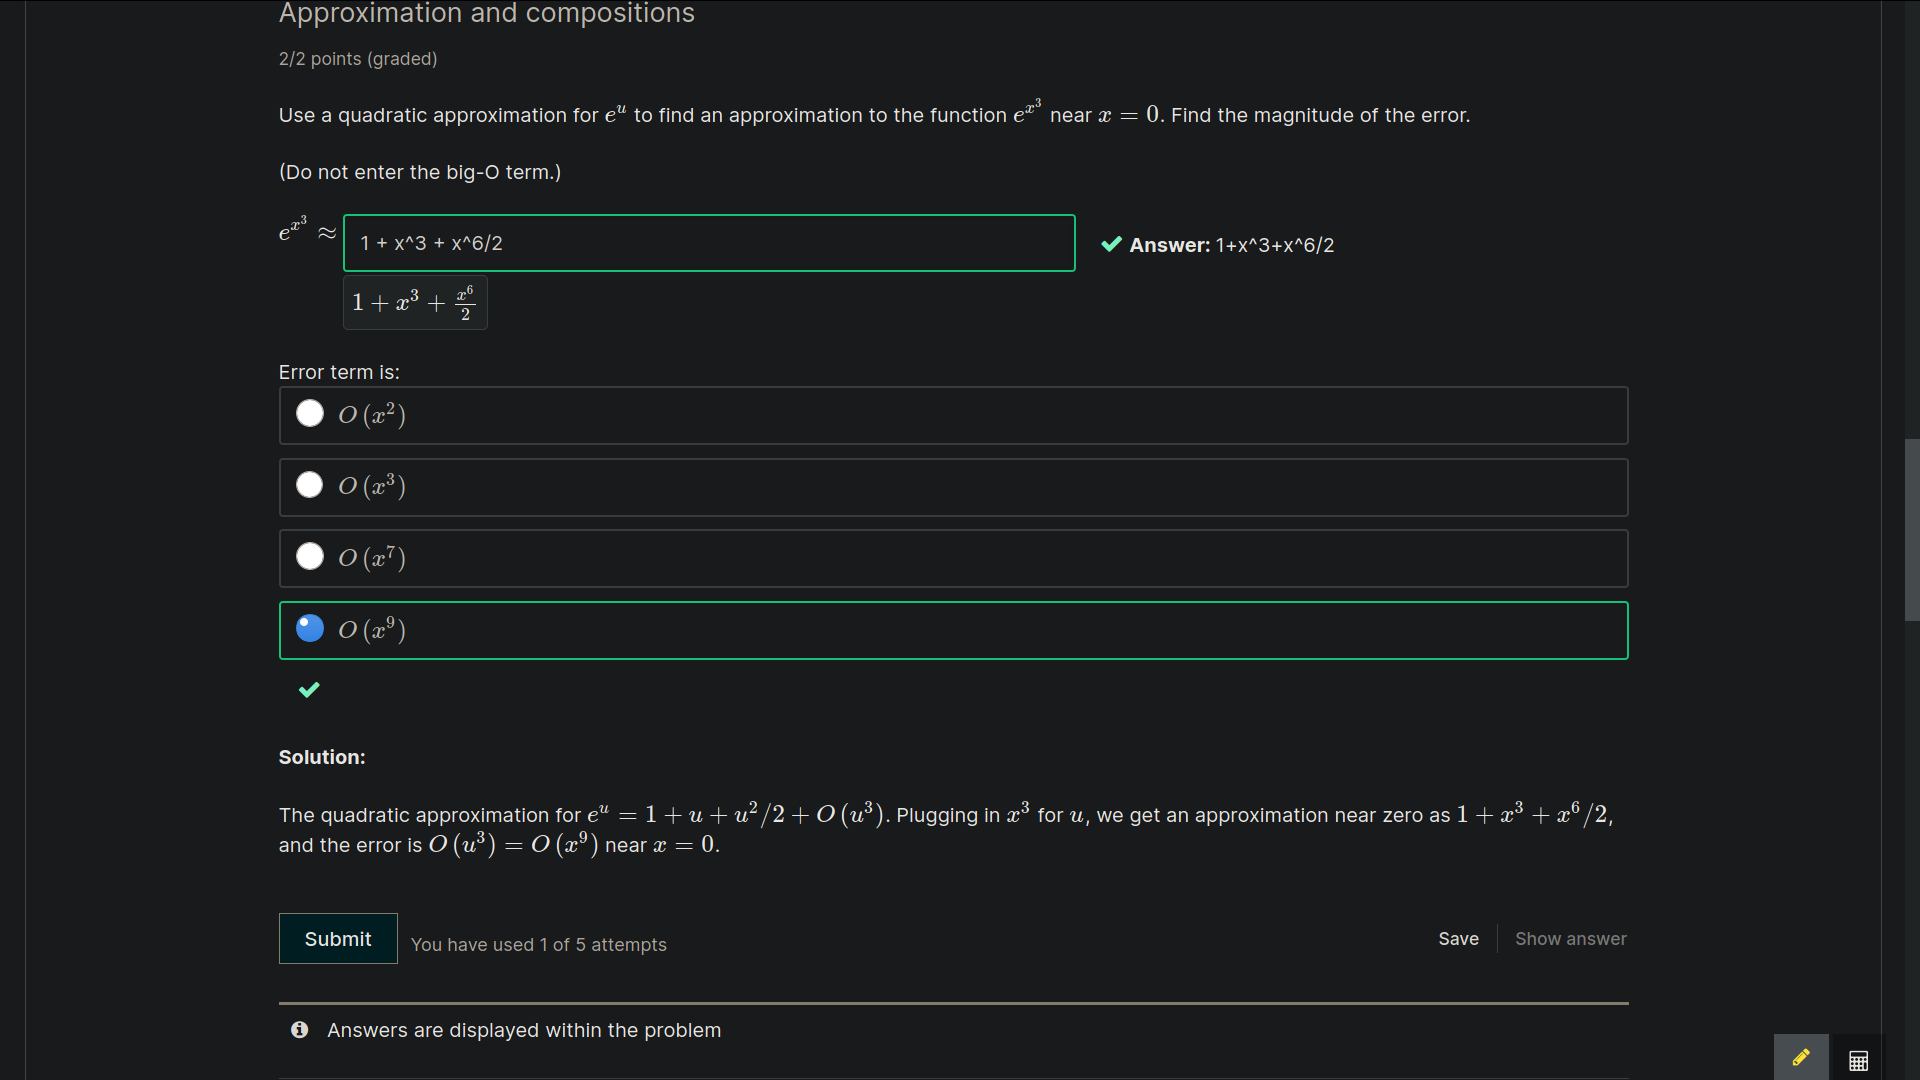 Approximation and compositions
2/2 points (graded)
Use a quadratic approximation for $e^u$ to find an approximation to the function $e^{x^3}$ near $x = 0$. Find the magnitude of the error.
(Do not enter the big-O term.)
$e^{x^3} \approx$ 1 + x^3 + x^6/2 Answer: 1+x^3+x^6/2
$1 + x^3 + \frac{x^6}{2}$
Error term is:
$O(x^2)$
$O(x^3)$
$O(x^7)$
$O(x^9)$
Solution:
The quadratic approximation for $e^u = 1 + u + u^2/2 + O(u^3)$. Plugging in $x^3$ for $u$, we get an approximation near zero as $1 + x^3 + x^6/2$,
and the error is $O(u^3) = O(x^9)$ near $x = 0$.
Submit You have used 1 of 5 attempts Save Show answer
Answers are displayed within the problem